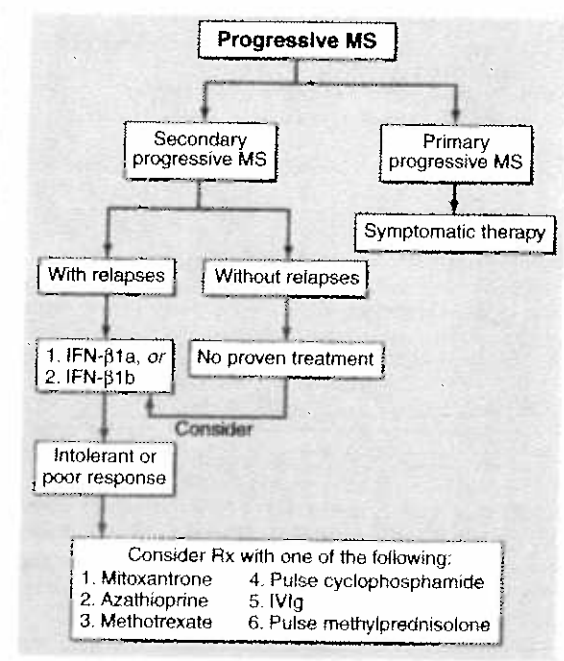 Progressive MS
Secondary
progressive MS
Primary
progressive MS
Symptomatic therapy
With relapses
Without relapses
1. IFN-β1a, or
2. IFN-β1b
No proven treatment
Consider
Intolerant or
poor response
Consider Rx with one of the following:
1. Mitoxantrone
2. Azathioprine
3. Methotrexate
4. Pulse cyclophosphamide
5. IVIg
6. Pulse methylprednisolone